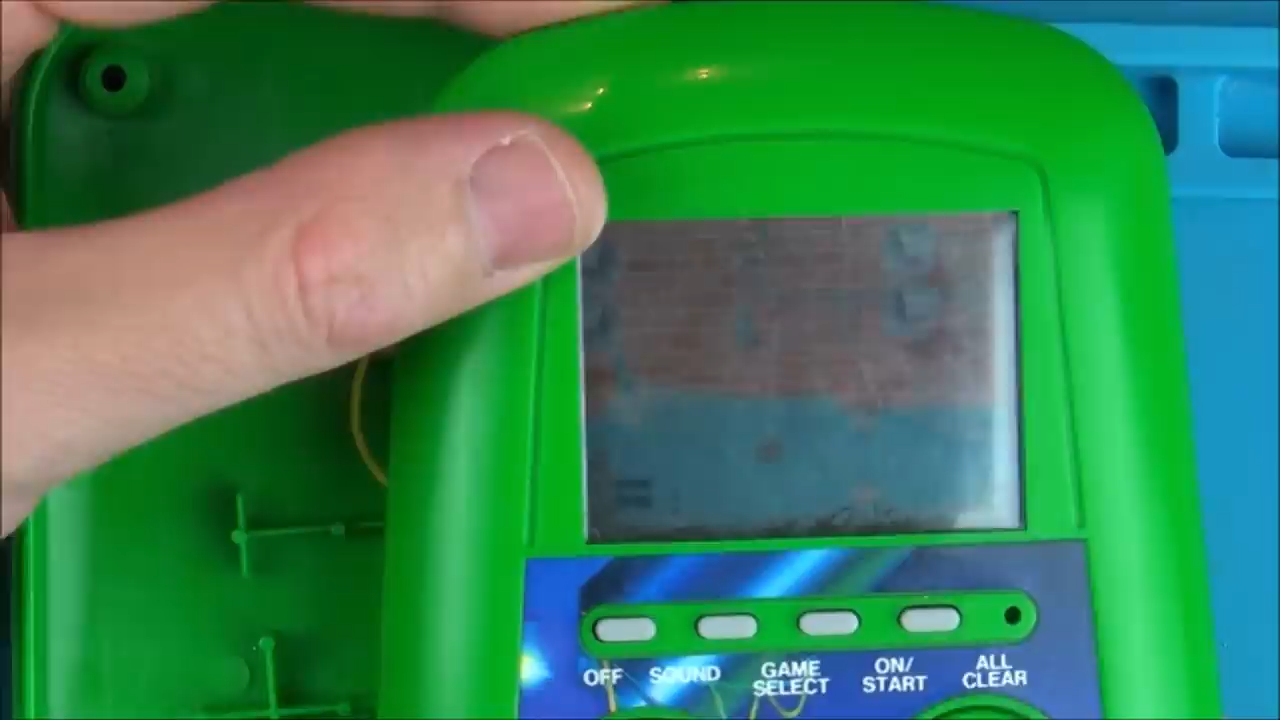 OFF
SOUND
GAME
SELECT
ON/
START
ALL
CLEAR